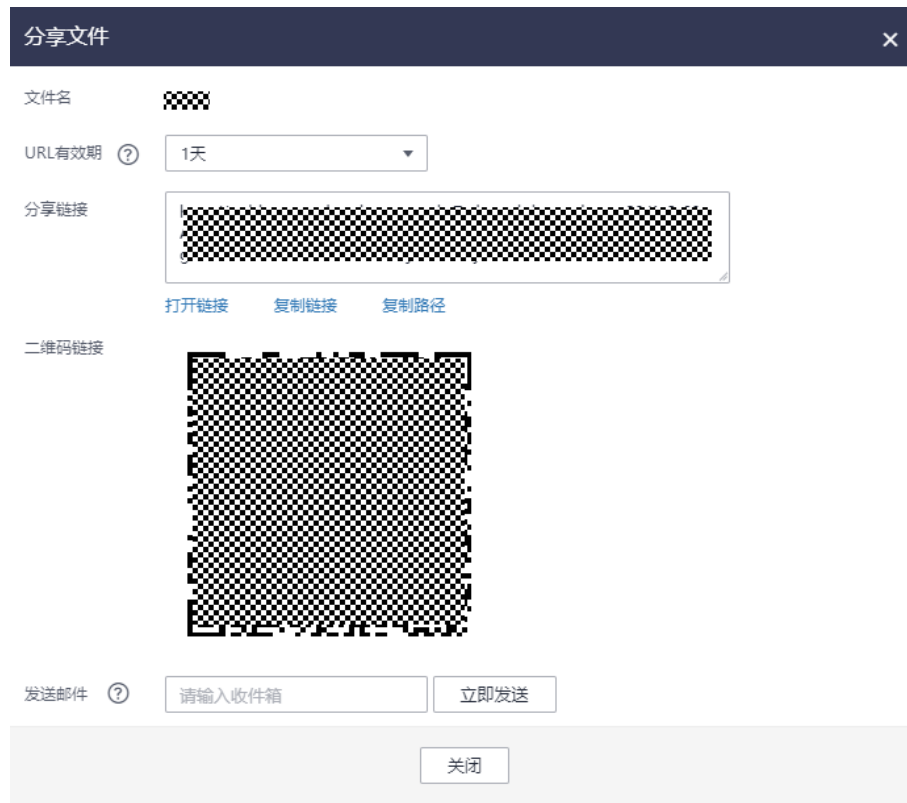 分享文件
文件名
URL有效期 ? 1天
分享链接
打开链接 复制链接 复制路径
二维码链接
发送邮件 ? 请输入收件箱 立即发送
关闭